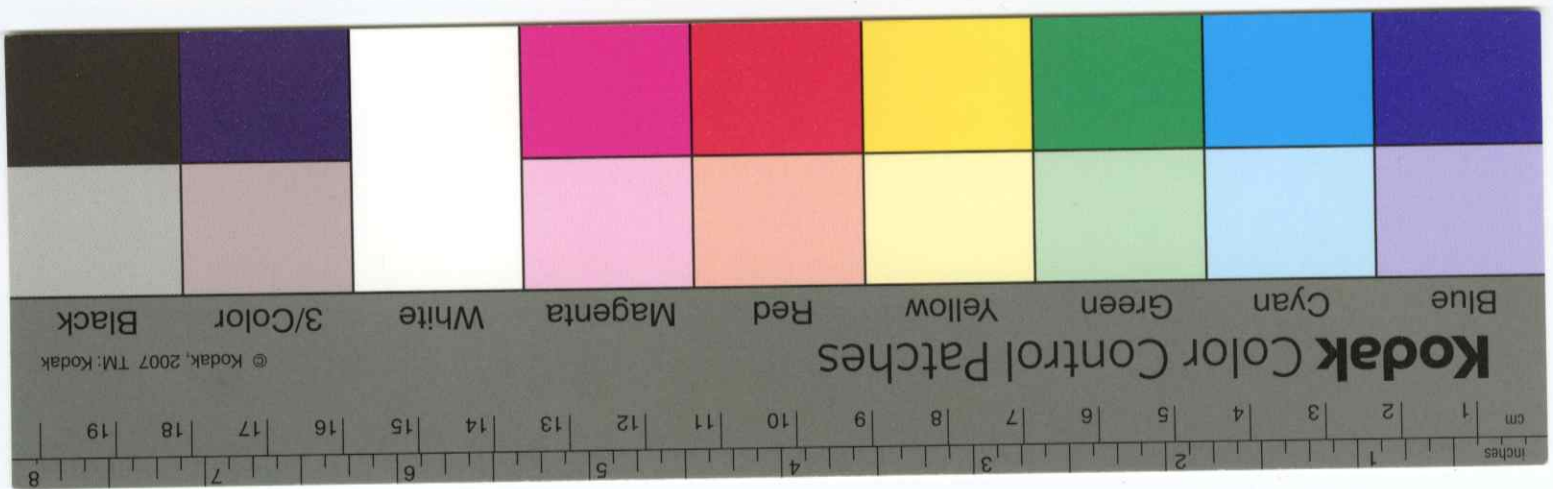 inches 1 2 3 4 5 6 7 8
cm 1 2 3 4 5 6 7 8 9 10 11 12 13 14 15 16 17 18 19
Kodak Color Control Patches © Kodak, 2007 TM: Kodak
Blue Cyan Green Yellow Red Magenta White 3/Color Black